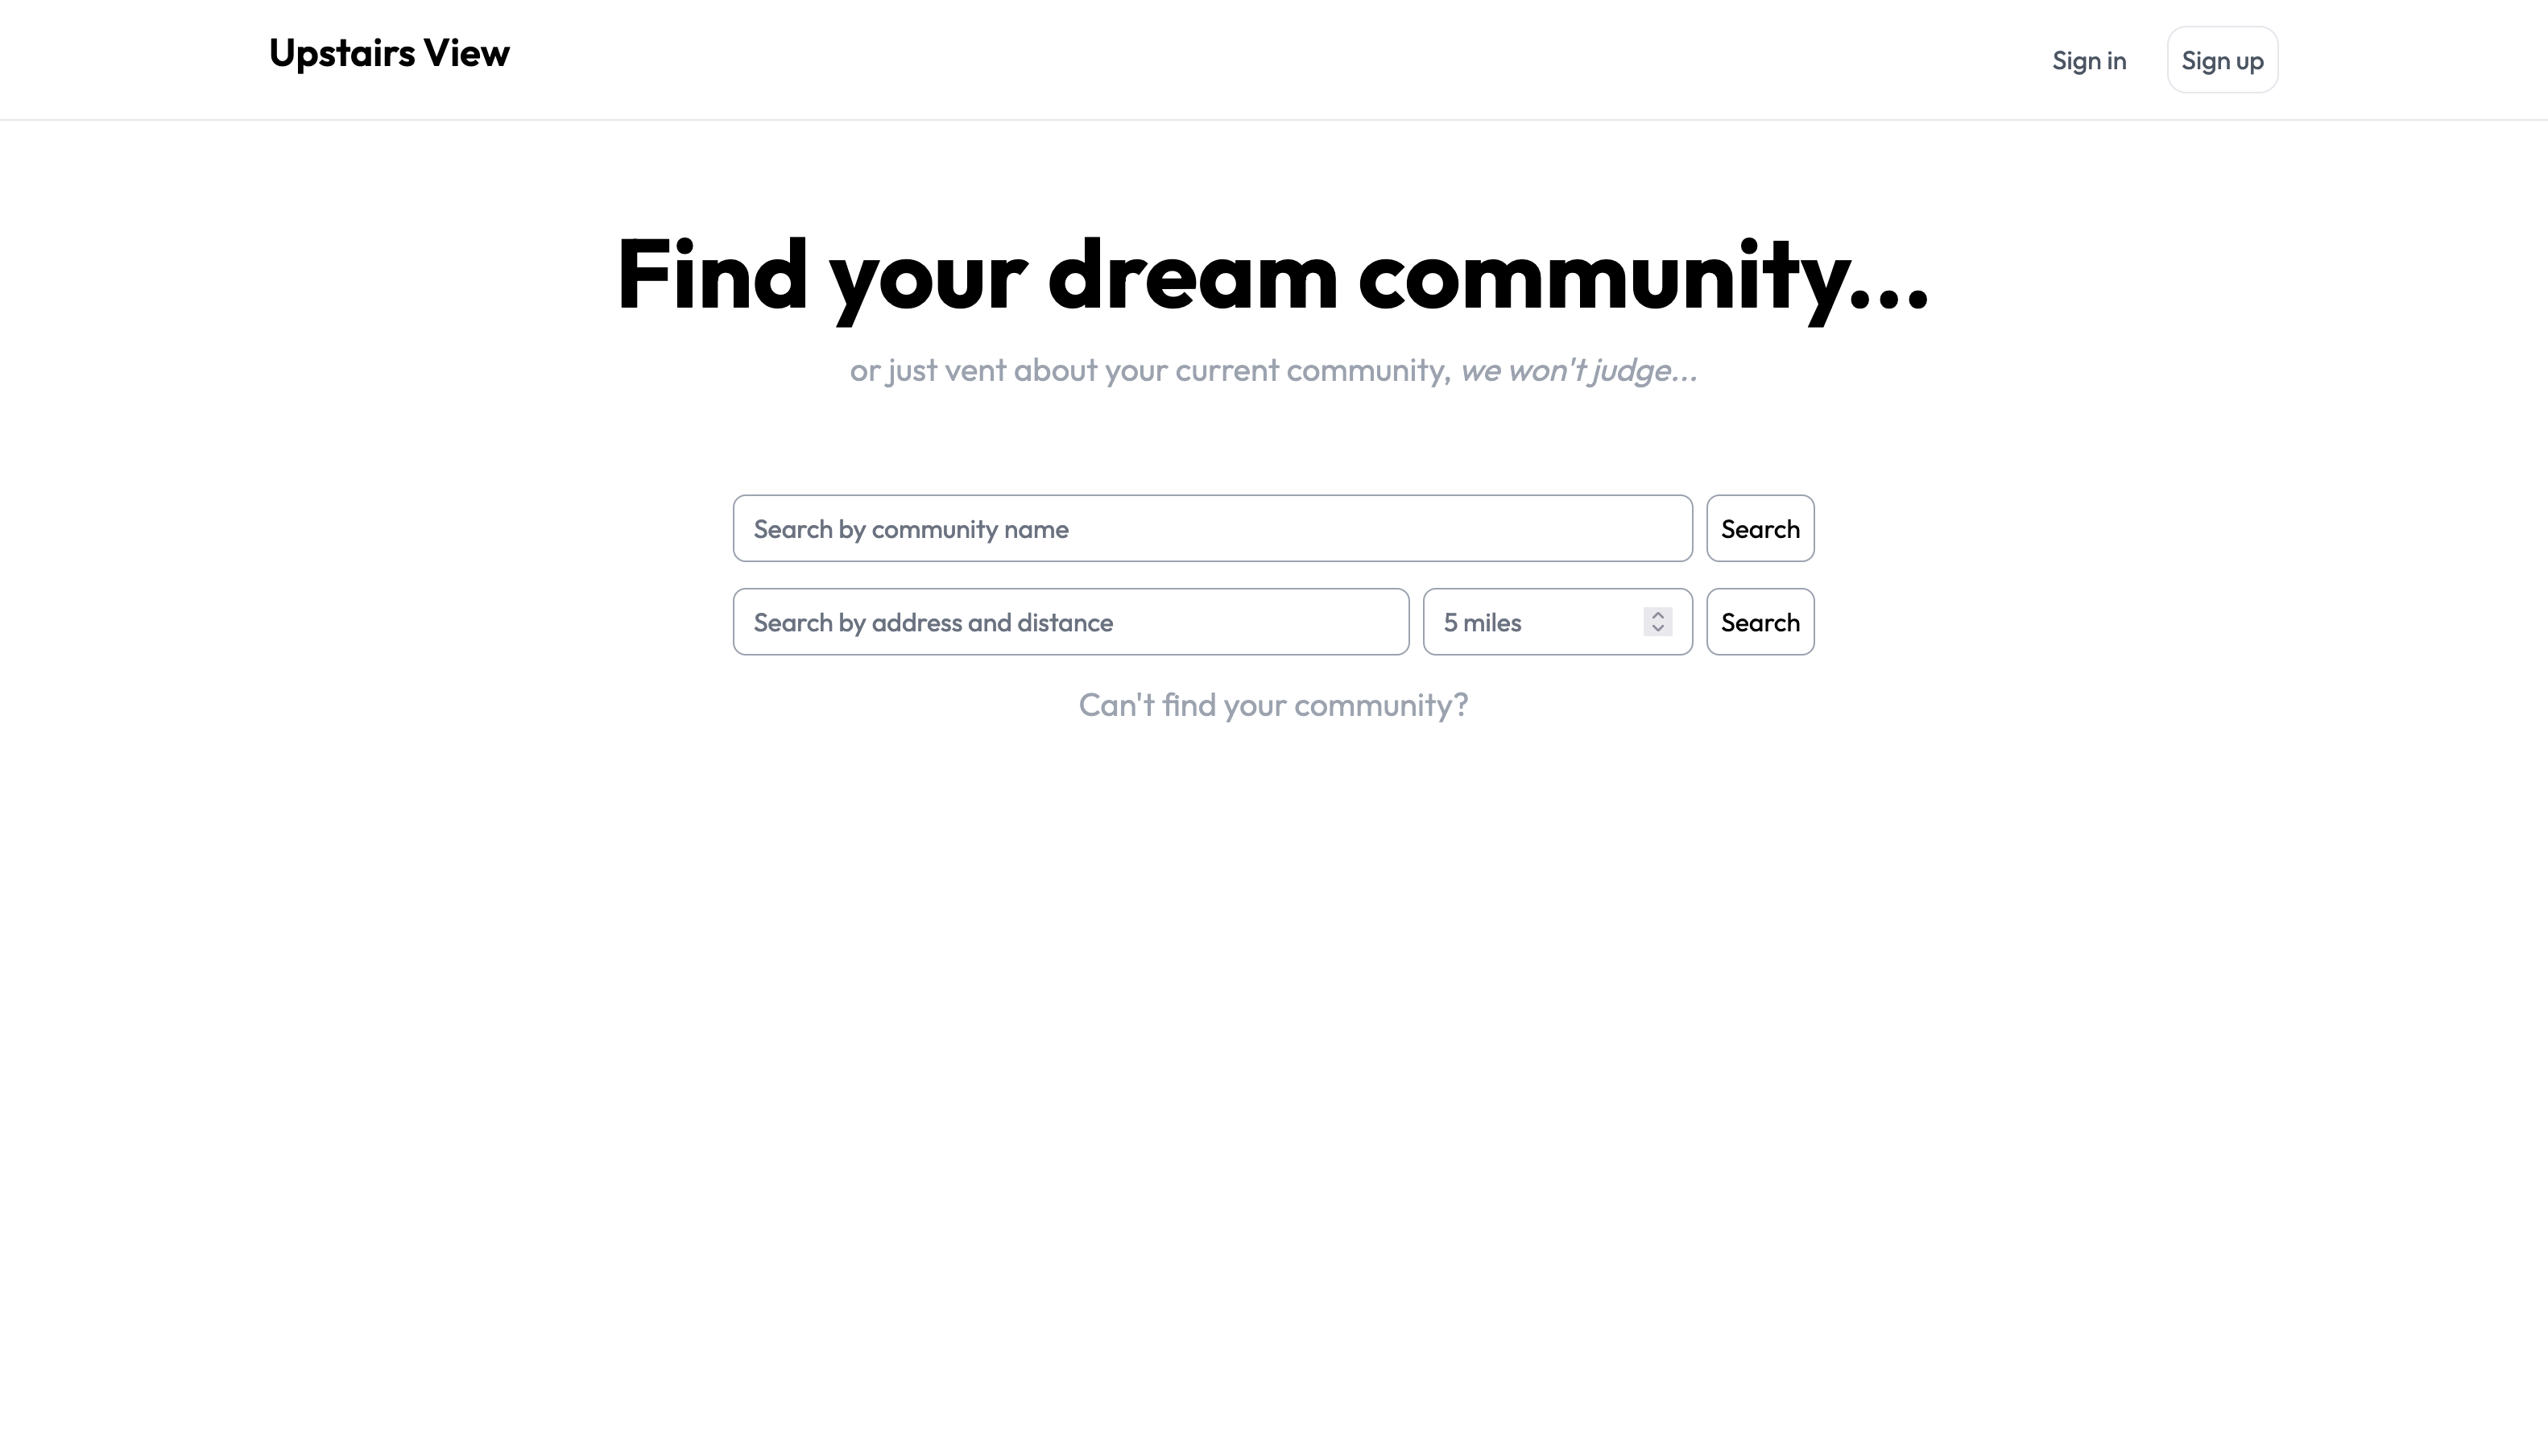 Upstairs View
Sign in
Sign up
Find your dream community...
or just vent about your current community, we won't judge...
Search by community name
Search
Search by address and distance
5 miles
Search
Can't find your community?